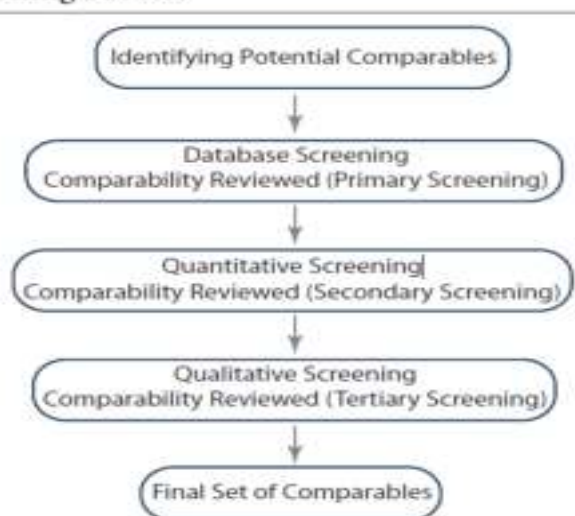 Identifying Potential Comparables
Database Screening
Comparability Reviewed (Primary Screening)
Quantitative Screening
Comparability Reviewed (Secondary Screening)
Qualitative Screening
Comparability Reviewed (Tertiary Screening)
Final Set of Comparables